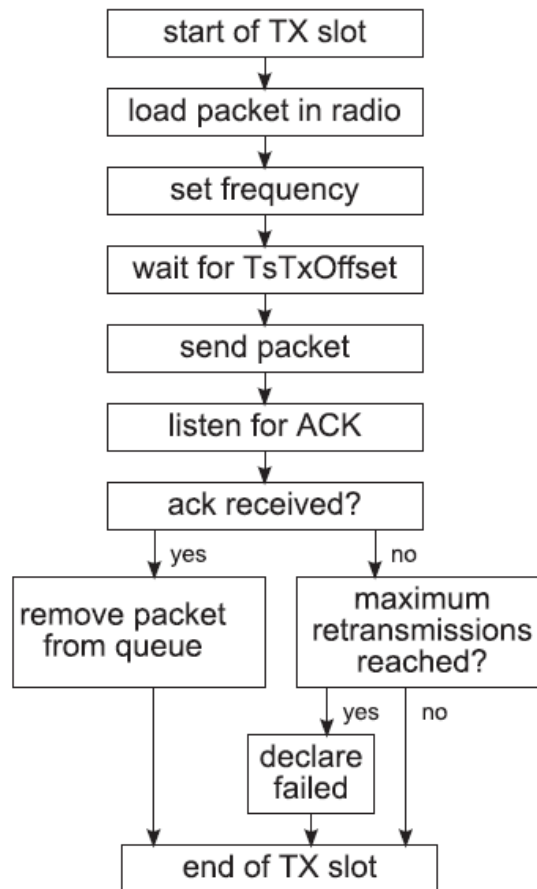 start of TX slot
load packet in radio
set frequency
wait for TsTxOffset
send packet
listen for ACK
ack received?
yes
no
remove packet
from queue
maximum
retransmissions
reached?
yes
no
declare
failed
end of TX slot